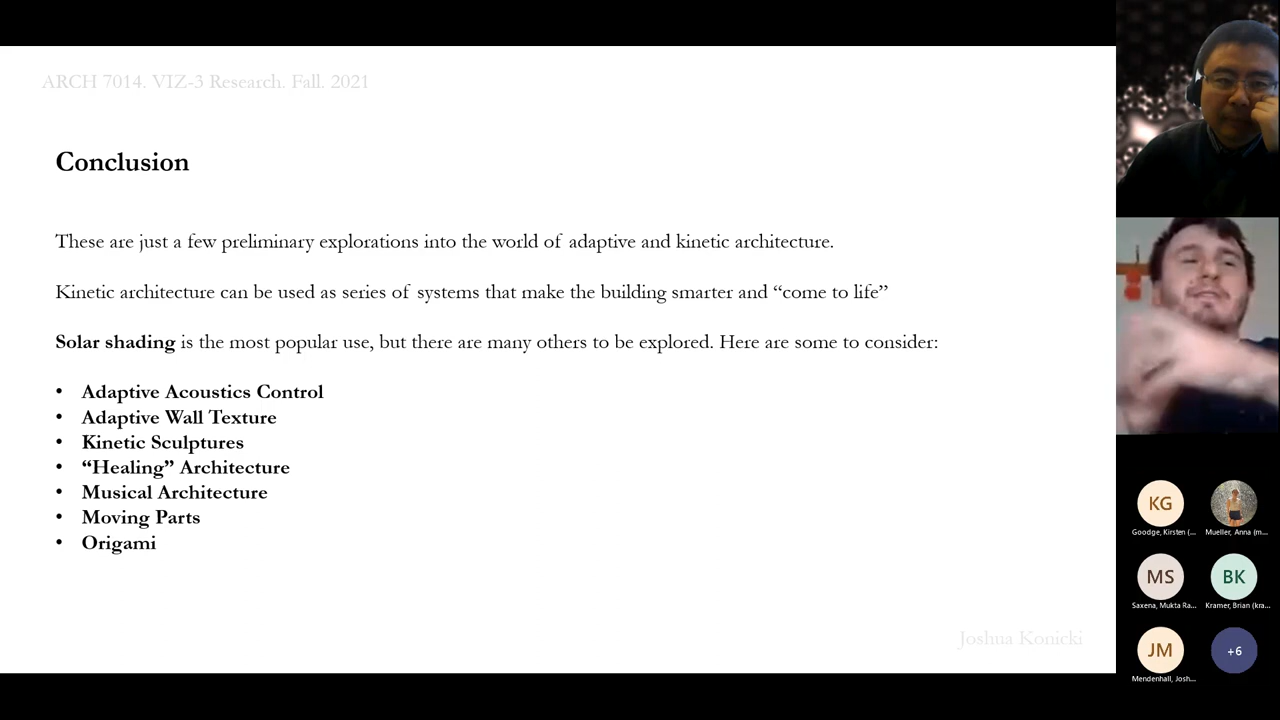 ARCH 7014. VIZ-3 Research. Fall. 2021
Conclusion
These are just a few preliminary explorations into the world of adaptive and kinetic architecture.
Kinetic architecture can be used as series of systems that make the building smarter and “come to life”
Solar shading is the most popular use, but there are many others to be explored. Here are some to consider:
• Adaptive Acoustics Control
• Adaptive Wall Texture
• Kinetic Sculptures
• “Healing” Architecture
• Musical Architecture
• Moving Parts
• Origami
Joshua Konicki
KG
Goodge, Kirsten (...
Mueller, Anna (m...
MS
BK
Saxena, Mukta Ra...
Kramer, Brian (kra...
JM
+6
Mendenhall, Josh...